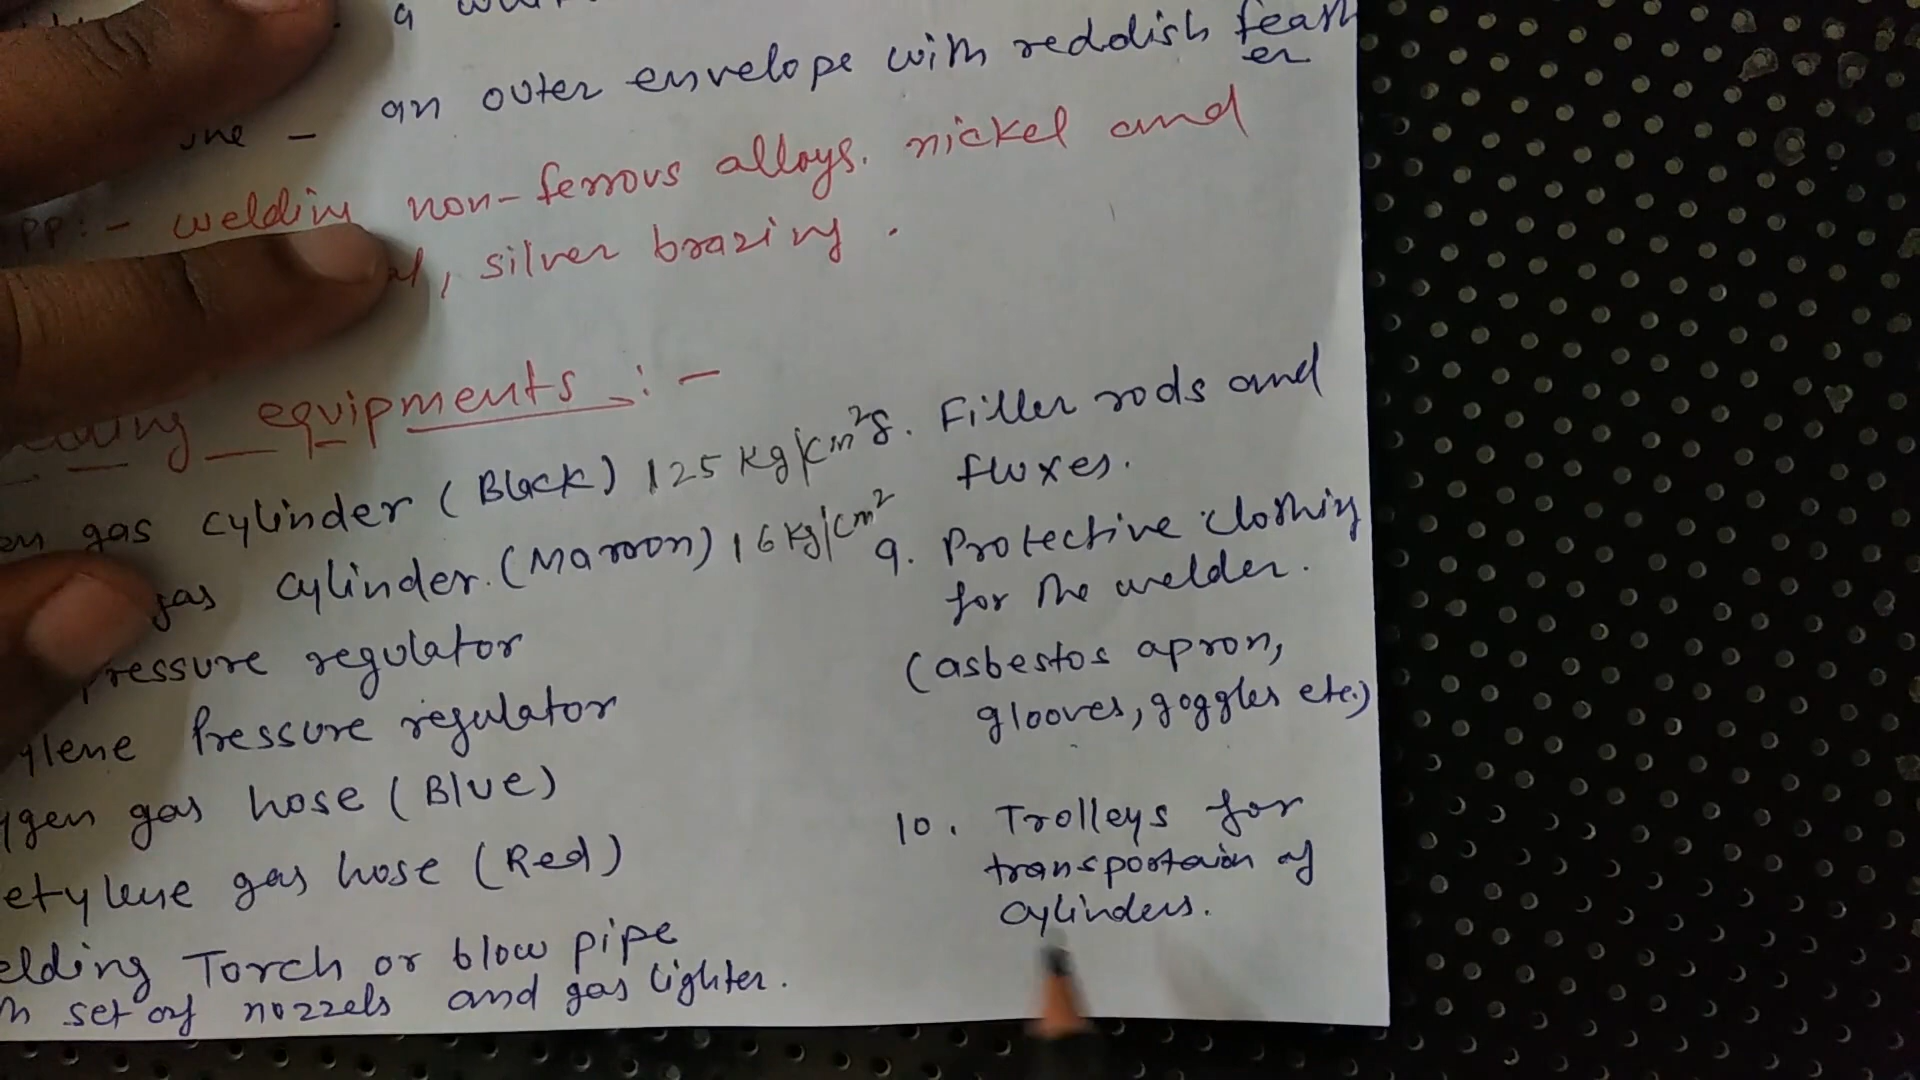 an outer envelope with reddish feath
er
welding non-ferrous alloys. nickel and
silver brazing.
equipments :-
gas cylinder (Black) 125 kg/cm²
gas cylinder. (Maroon) 16 kg/cm²
pressure regulator
Pressure regulator
gas hose (Blue)
gas hose (Red)
Torch or blow pipe
set of nozzels and gas lighter.
8. Filler rods and
fluxes.
9. Protective clothing
for the welder.
(asbestos apron,
glooves, goggles etc.)
10. Trolleys for
transportaion of
cylinders.